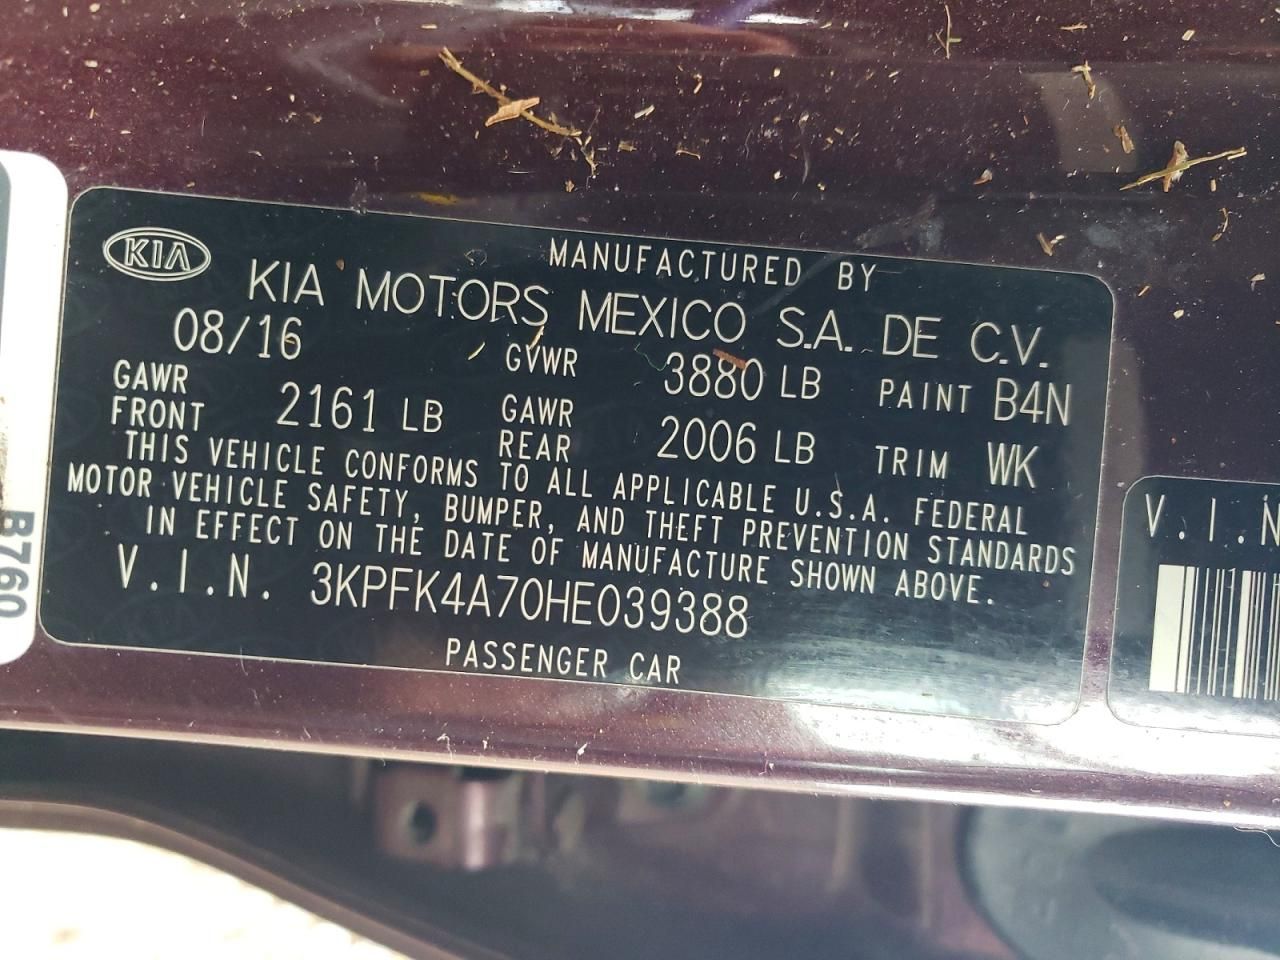 MANUFACTURED BY
KIA KIA MOTORS MEXICO S.A. DE C.V.
08/16 GVWR 3880 LB PAINT B4N
GAWR FRONT 2161 LB GAWR REAR 2006 LB TRIM WK
THIS VEHICLE CONFORMS TO ALL APPLICABLE U.S.A. FEDERAL
MOTOR VEHICLE SAFETY, BUMPER, AND THEFT PREVENTION STANDARDS
IN EFFECT ON THE DATE OF MANUFACTURE SHOWN ABOVE.
V.I.N. 3KPFK4A70HE039388
PASSENGER CAR
V.I.N
B760